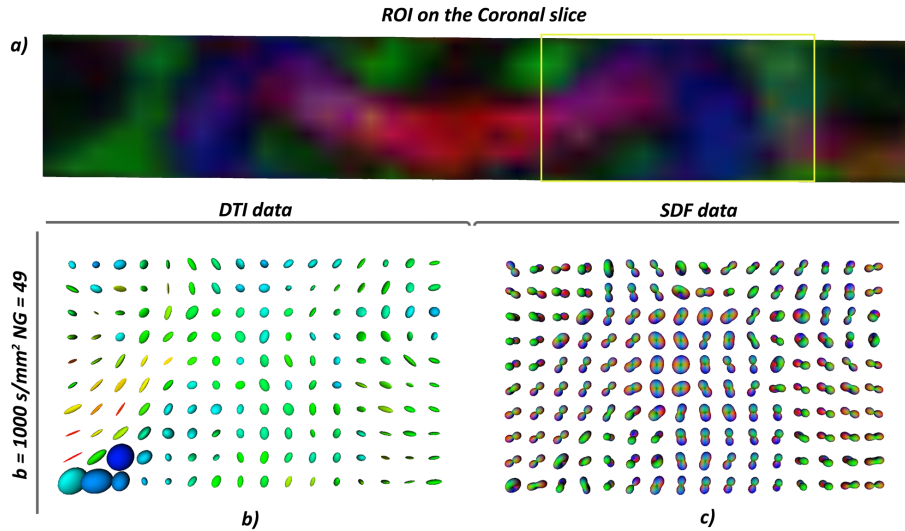 ROI on the Coronal slice
a)
DTI data
SDF data
b = 1000 s/mm² NG = 49
b)
c)